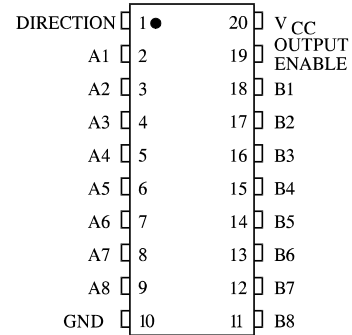 DIRECTION 1 20 VCC
A1 2 19 OUTPUT ENABLE
A2 3 18 B1
A3 4 17 B2
A4 5 16 B3
A5 6 15 B4
A6 7 14 B5
A7 8 13 B6
A8 9 12 B7
GND 10 11 B8